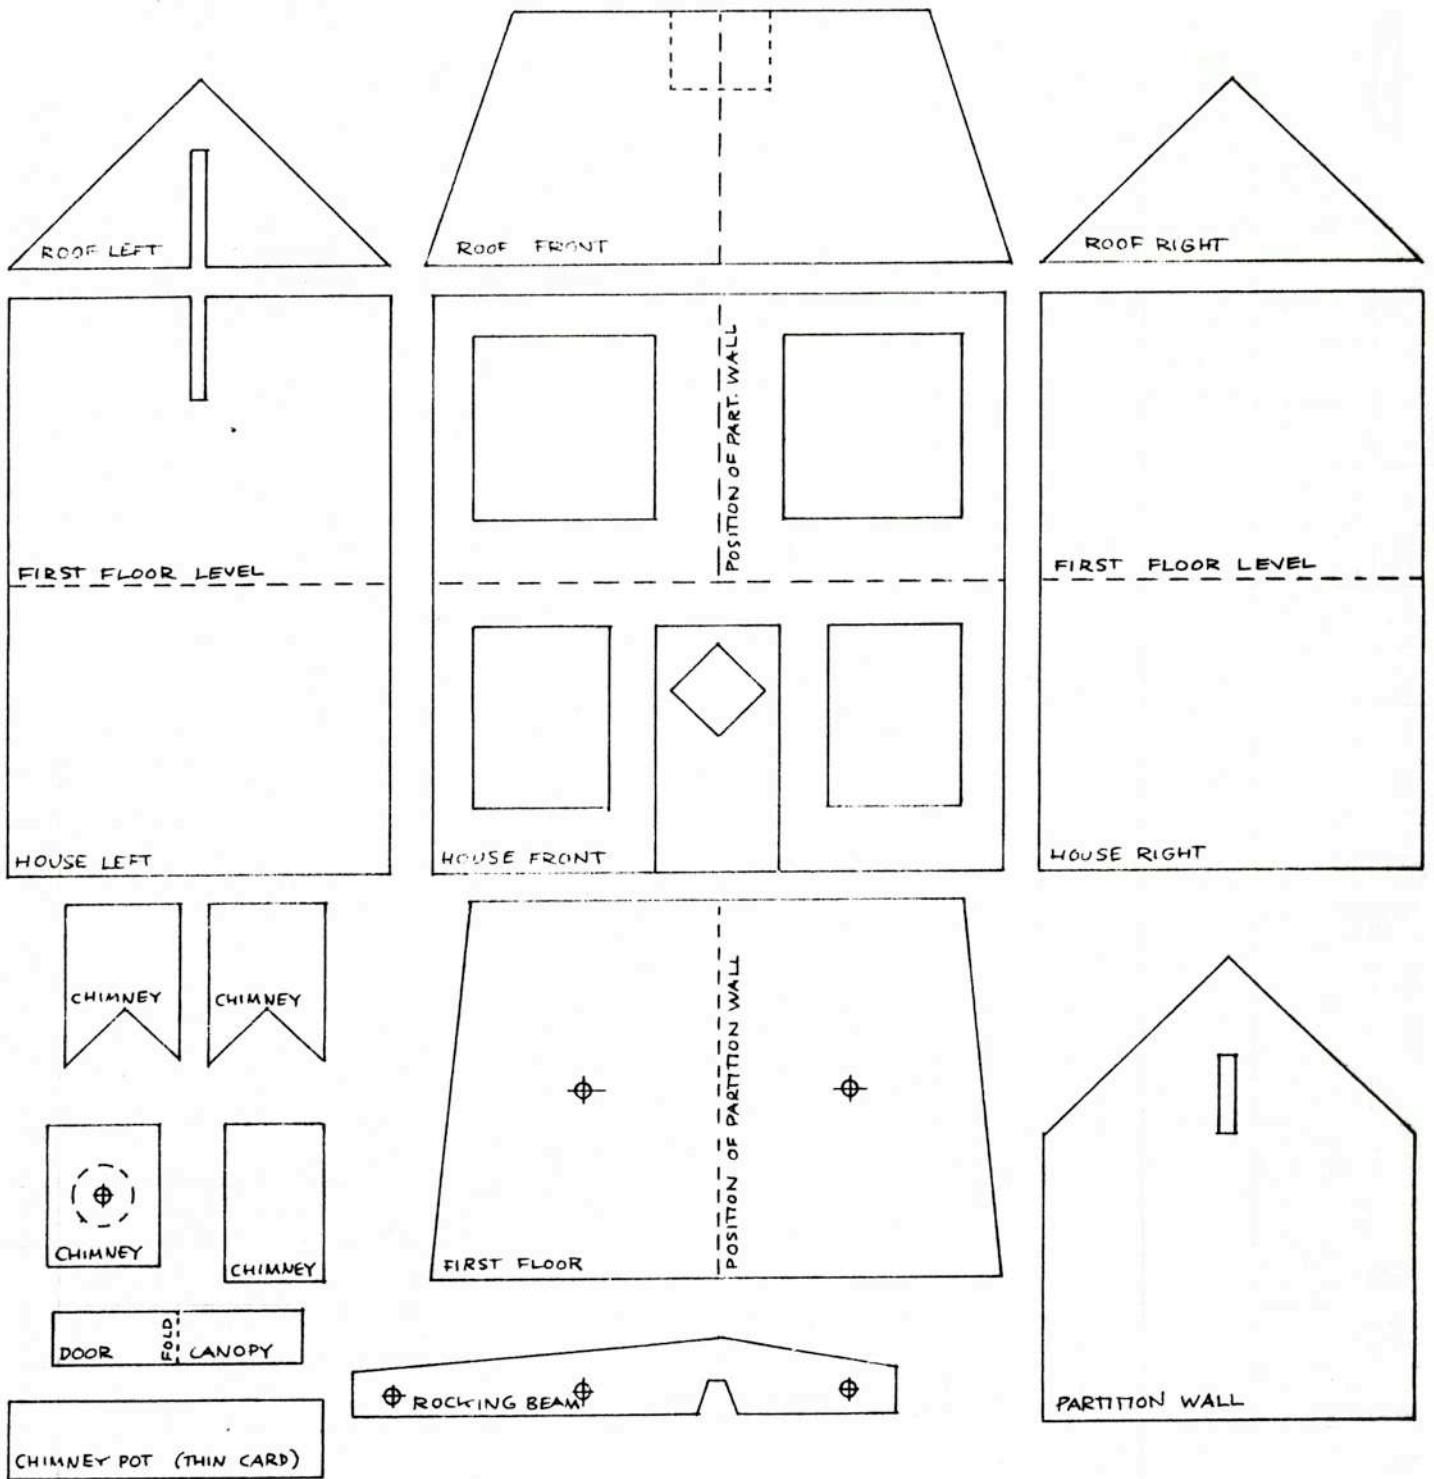 ROOF LEFT
ROOF FRONT
ROOF RIGHT
POSITION OF PART. WALL
FIRST FLOOR LEVEL
FIRST FLOOR LEVEL
HOUSE LEFT
HOUSE FRONT
HOUSE RIGHT
CHIMNEY
CHIMNEY
POSITION OF PARTITION WALL
CHIMNEY
CHIMNEY
FIRST FLOOR
DOOR
FOLD
CANOPY
ROCKING BEAM
PARTITION WALL
CHIMNEY POT (THIN CARD)